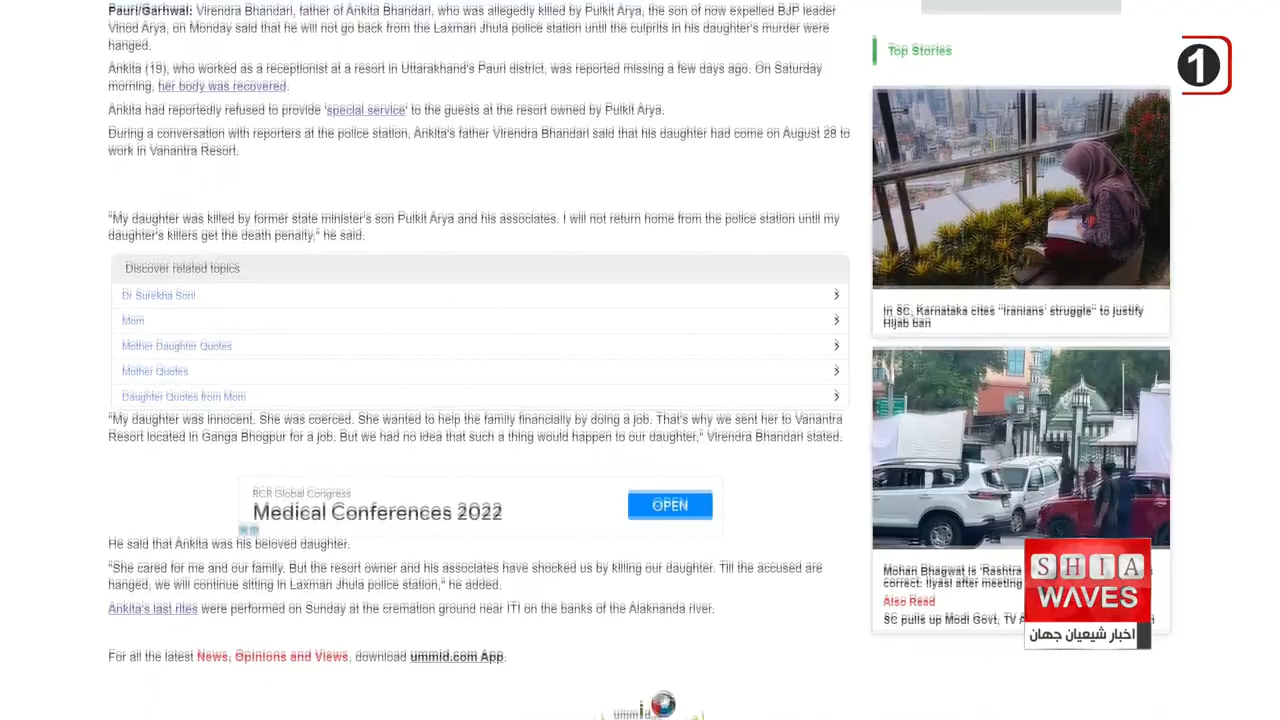 Pauri/Garhwal: Virendra Bhandari, father of Ankita Bhandari, who was allegedly killed by Pulkit Arya, the son of now expelled BJP leader
Vinod Arya, on Monday said that he will not go back from the Laxman Jhula police station until the culprits in his daughter's murder were
hanged.
Ankita (19), who worked as a receptionist at a resort in Uttarakhand's Pauri district, was reported missing a few days ago. On Saturday
morning, her body was recovered.
Ankita had reportedly refused to provide 'special service' to the guests at the resort owned by Pulkit Arya.
During a conversation with reporters at the police station, Ankita's father Virendra Bhandari said that his daughter had come on August 28 to
work in Vanantra Resort.
"My daughter was killed by former state minister's son Pulkit Arya and his associates. I will not return home from the police station until my
daughter's killers get the death penalty," he said.
Discover related topics
Dr Surekha Soni
Mom
Mother Daughter Quotes
Mother Quotes
Daughter Quotes from Mom
"My daughter was innocent. She was coerced. She wanted to help the family financially by doing a job. That's why we sent her to Vanantra
Resort located in Ganga Bhogpur for a job. But we had no idea that such a thing would happen to our daughter," Virendra Bhandari stated.
RCR Global Congress
Medical Conferences 2022
OPEN
He said that Ankita was his beloved daughter.
"She cared for me and our family. But the resort owner and his associates have shocked us by killing our daughter. Till the accused are
hanged, we will continue sitting in Laxman Jhula police station," he added.
Ankita's last rites were performed on Sunday at the cremation ground near ITI on the banks of the Alaknanda river.
For all the latest News, Opinions and Views, download ummid.com App.
ummid.
Top Stories
1
In SC, Karnataka cites "Iranians' struggle" to justify
Hijab ban
Mohan Bhagwat is 'Rashtra
correct: Ilyasi after meeting
Also Read
SC pulls up Modi Govt, TV
SHIA
WAVES
اخبار شیعیان جهان